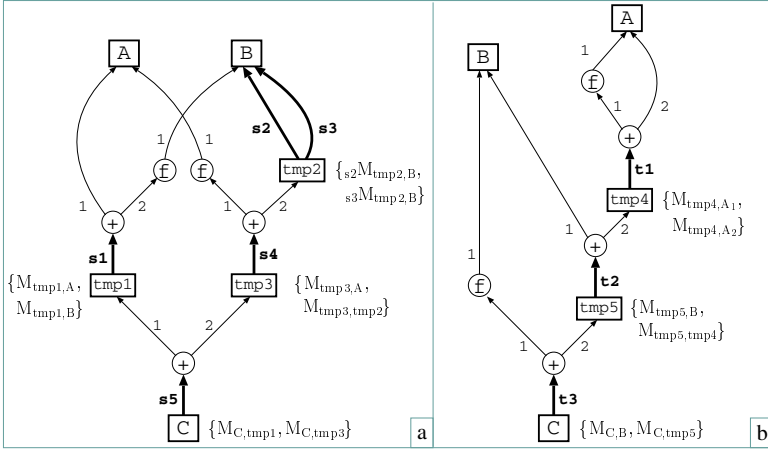 A
B
s2
s3
1
1
f
f
tmp2
{s2Mtmp2,B,
s3Mtmp2,B}
1
2
1
2
+
+
s1
s4
{Mtmp1,A,
Mtmp1,B}
tmp1
tmp3
{Mtmp3,A,
Mtmp3,tmp2}
1
2
+
s5
C
{MC,tmp1, MC,tmp3}
a
A
B
1
f
1
2
+
t1
tmp4
{Mtmp4,A1,
Mtmp4,A2}
1
2
+
1
t2
f
tmp5
{Mtmp5,B,
Mtmp5,tmp4}
1
2
+
t3
C
{MC,B, MC,tmp5}
b